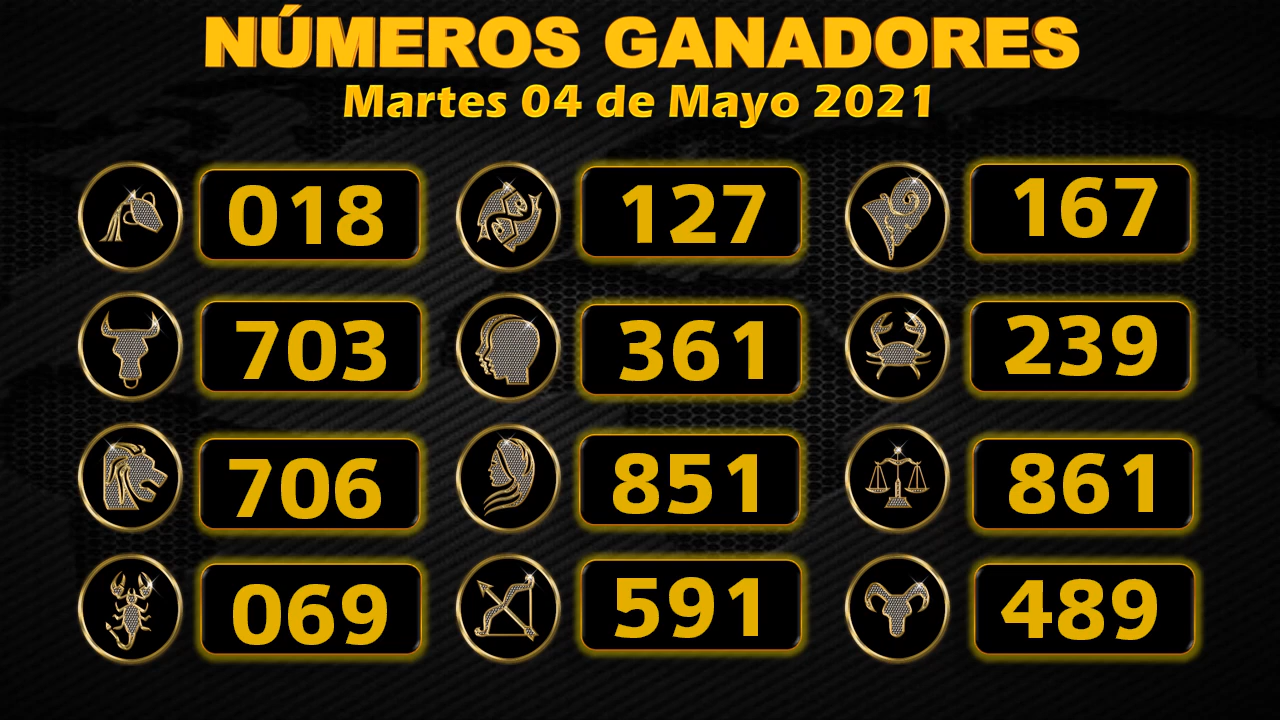 NÚMEROS GANADORES
Martes 04 de Mayo 2021
018 127 167
703 361 239
706 851 861
069 591 489